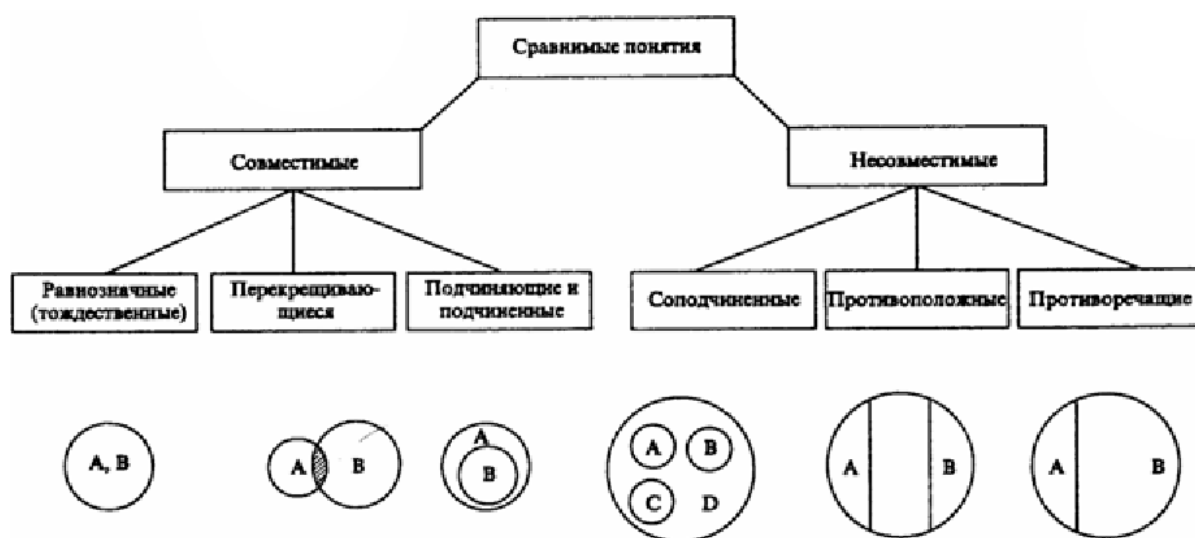 Сравнимые понятия
Совместимые
Несовместимые
Равнозначные
(тождественные)
Перекрещиваю-
щиеся
Подчиняющие и
подчиненные
Соподчиненные
Противоположные
Противоречащие
A, B
A
B
A
B
A
B
C
D
A
B
A
B